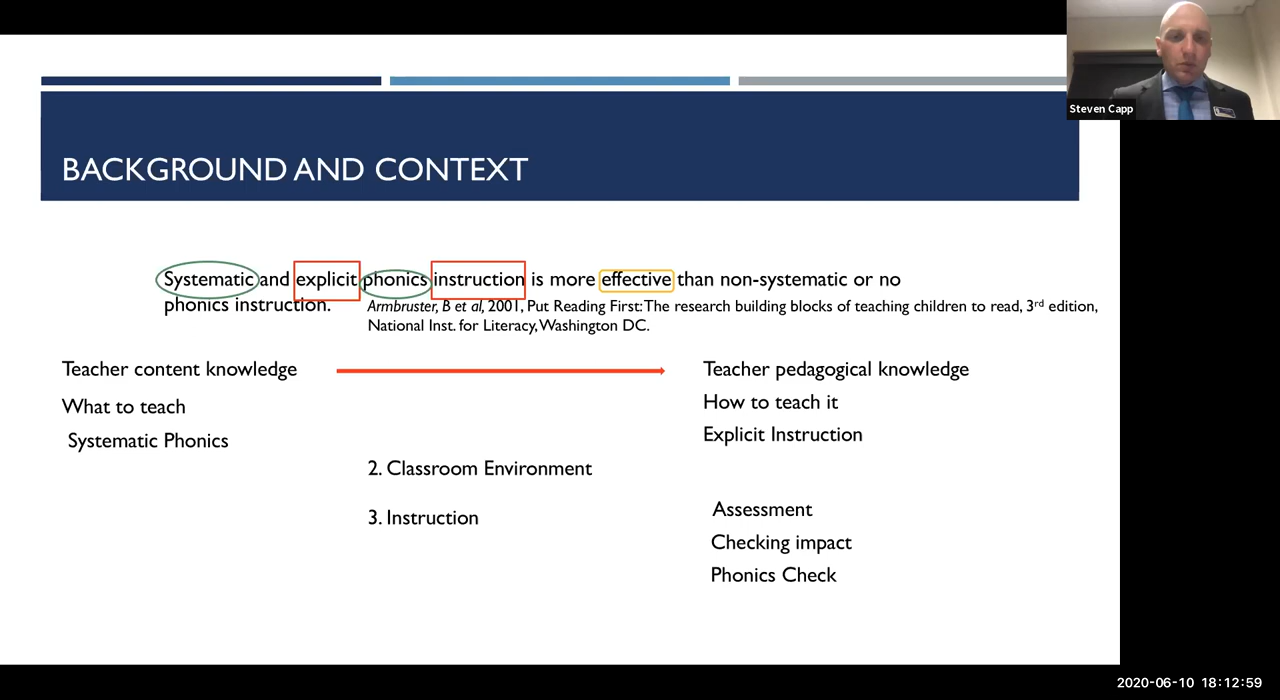 Steven Capp
BACKGROUND AND CONTEXT
Systematic and explicit phonics instruction is more effective than non-systematic or no
phonics instruction.
Armbruster, B et al, 2001, Put Reading First: The research building blocks of teaching children to read, 3rd edition,
National Inst. for Literacy, Washington DC.
Teacher content knowledge
What to teach
Systematic Phonics
Teacher pedagogical knowledge
How to teach it
Explicit Instruction
2. Classroom Environment
3. Instruction
Assessment
Checking impact
Phonics Check
2020-06-10 18:12:59